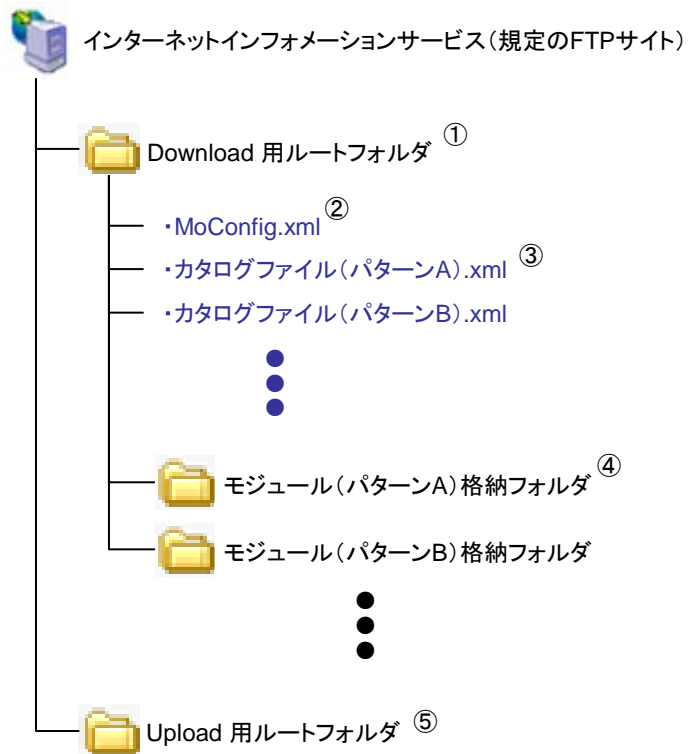 インターネットインフォメーションサービス（規定のFTPサイト）
Download 用ルートフォルダ ①
・MoConfig.xml ②
・カタログファイル（パターンA）.xml ③
・カタログファイル（パターンB）.xml
モジュール（パターンA）格納フォルダ ④
モジュール（パターンB）格納フォルダ
Upload 用ルートフォルダ ⑤